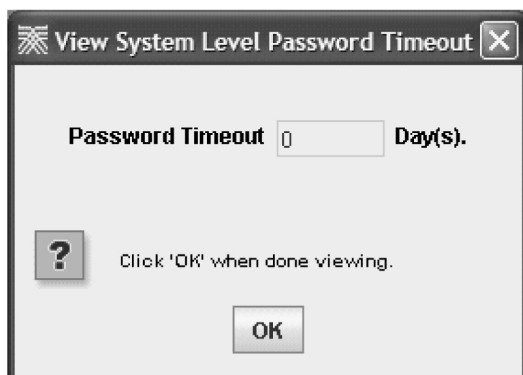 View System Level Password Timeout
Password Timeout 0 Day(s).
? Click 'OK' when done viewing.
OK